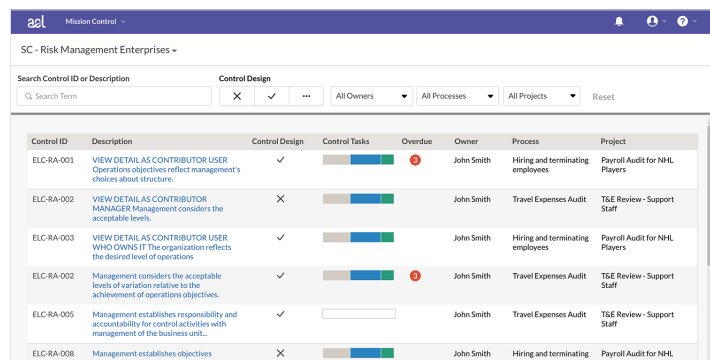 acl Mission Control
SC - Risk Management Enterprises
Search Control ID or Description Control Design
Search Term All Owners All Processes All Projects Reset
Control ID Description Control Design Control Tasks Overdue Owner Process Project
ELC-RA-001 VIEW DETAIL AS CONTRIBUTOR USER 3 John Smith Hiring and terminating Payroll Audit for NHL
Operations objectives reflect management's employees Players
choices about structure.
ELC-RA-002 VIEW DETAIL AS CONTRIBUTOR John Smith Travel Expenses Audit T&E Review - Support
MANAGER Management considers the Staff
acceptable levels.
ELC-RA-003 VIEW DETAIL AS CONTRIBUTOR USER John Smith Hiring and terminating Payroll Audit for NHL
WHO OWNS IT The organization reflects employees Players
the desired level of operations
ELC-RA-002 Management considers the acceptable 3 John Smith Travel Expenses Audit T&E Review - Support
levels of variation relative to the Staff
achievement of operations objectives.
ELC-RA-005 Management establishes responsibility and John Smith Travel Expenses Audit T&E Review - Support
accountability for control activities with Staff
management of the business unit...
ELC-RA-008 Management establishes objectives John Smith Hiring and terminating Payroll Audit for NHL